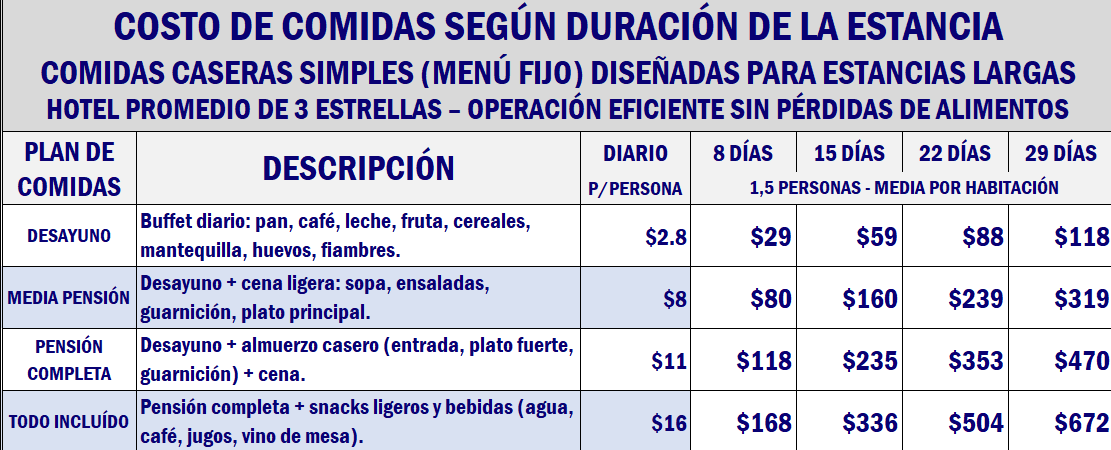 COSTO DE COMIDAS SEGÚN DURACIÓN DE LA ESTANCIA
COMIDAS CASERAS SIMPLES (MENÚ FIJO) DISEÑADAS PARA ESTANCIAS LARGAS
HOTEL PROMEDIO DE 3 ESTRELLAS – OPERACIÓN EFICIENTE SIN PÉRDIDAS DE ALIMENTOS
PLAN DE COMIDAS
DESCRIPCIÓN
DIARIO P/PERSONA
8 DÍAS 15 DÍAS 22 DÍAS 29 DÍAS
1,5 PERSONAS - MEDIA POR HABITACIÓN
DESAYUNO
Buffet diario: pan, café, leche, fruta, cereales,
mantequilla, huevos, fiambres.
$2.8 $29 $59 $88 $118
MEDIA PENSIÓN
Desayuno + cena ligera: sopa, ensaladas,
guarnición, plato principal.
$8 $80 $160 $239 $319
PENSIÓN
COMPLETA
Desayuno + almuerzo casero (entrada, plato fuerte,
guarnición) + cena.
$11 $118 $235 $353 $470
TODO INCLUÍDO
Pensión completa + snacks ligeros y bebidas (agua,
café, jugos, vino de mesa).
$16 $168 $336 $504 $672